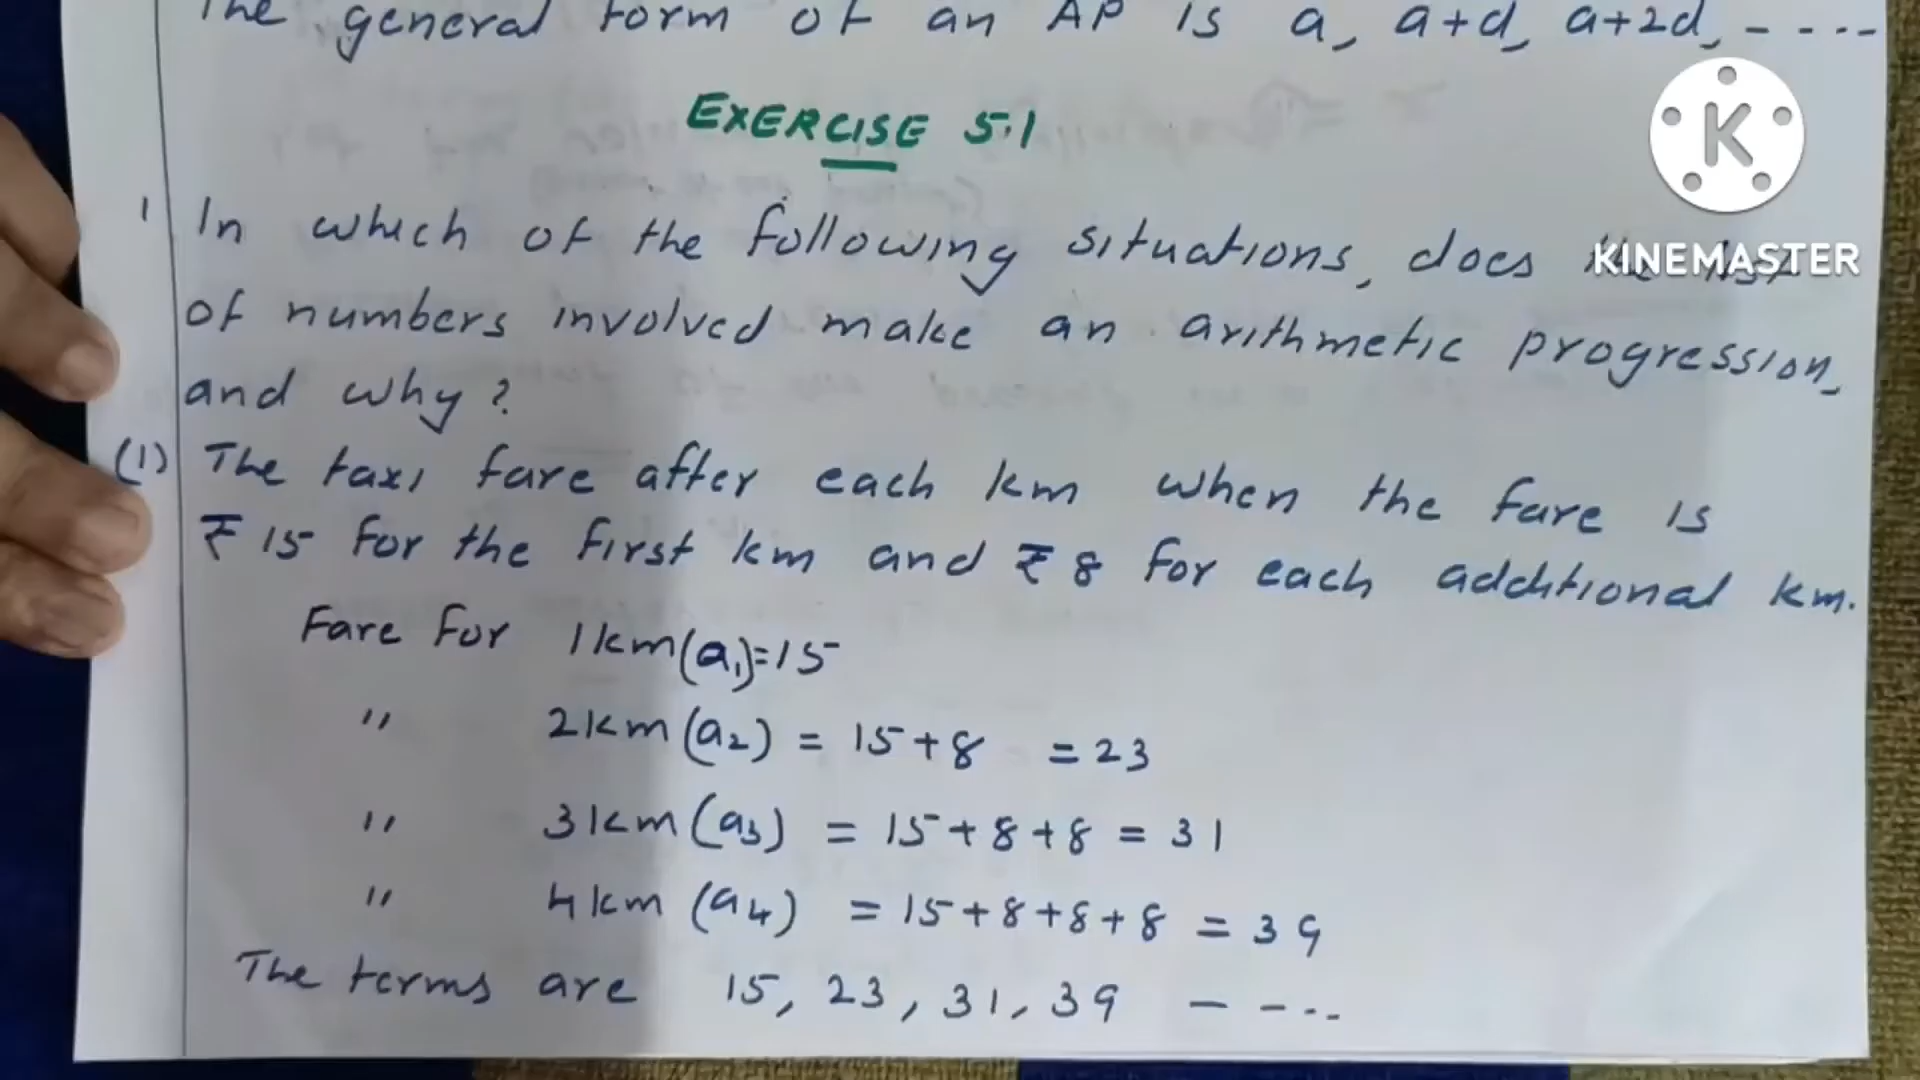 The general form of an AP is a, a+d, a+2d, - - - -
EXERCISE 5.1
K
KINEMASTER
1 In which of the following situations, does the list
of numbers involved make an arithmetic progression,
and why?
(1) The taxi fare after each km when the fare is
₹ 15 for the first km and ₹ 8 for each additional km.
Fare for 1km(a₁)=15
" 2km(a₂) = 15+8 =23
" 3km(a₃) = 15+8+8 = 31
" 4km(a₄) = 15+8+8+8 = 39
The terms are 15, 23, 31, 39 - - ...